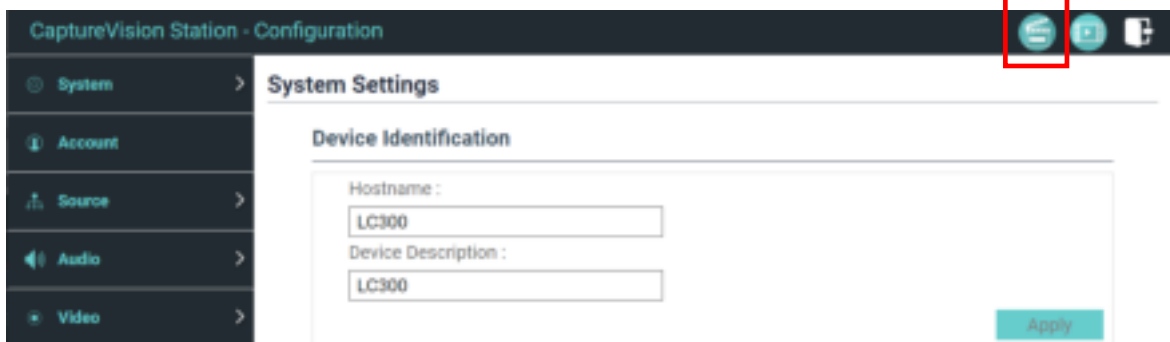 CaptureVision Station - Configuration
System
Account
Source
Audio
Video
System Settings
Device Identification
Hostname :
LC300
Device Description :
LC300
Apply